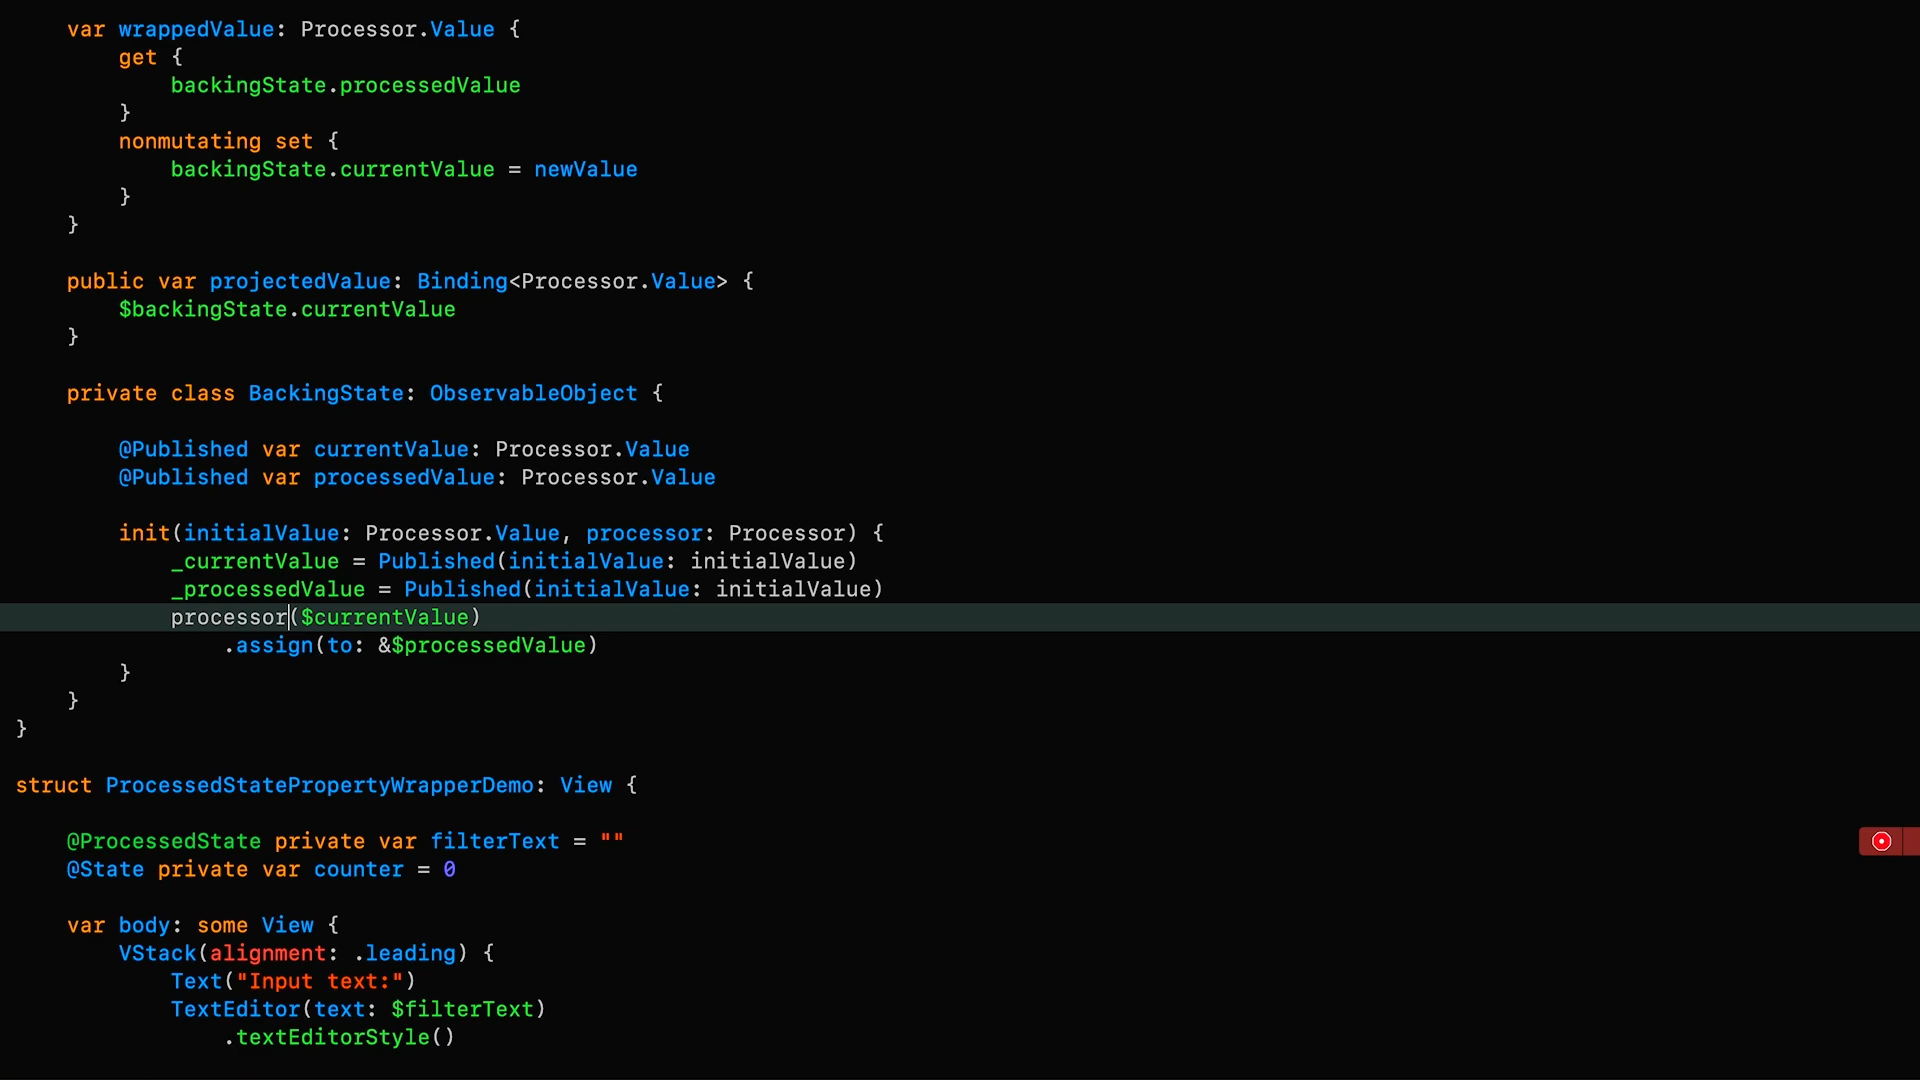 var wrappedValue: Processor.Value {
get {
backingState.processedValue
}
nonmutating set {
backingState.currentValue = newValue
}
}
public var projectedValue: Binding<Processor.Value> {
$backingState.currentValue
}
private class BackingState: ObservableObject {
@Published var currentValue: Processor.Value
@Published var processedValue: Processor.Value
init(initialValue: Processor.Value, processor: Processor) {
_currentValue = Published(initialValue: initialValue)
_processedValue = Published(initialValue: initialValue)
processor($currentValue)
.assign(to: &$processedValue)
}
}
}
struct ProcessedStatePropertyWrapperDemo: View {
@ProcessedState private var filterText = ""
@State private var counter = 0
var body: some View {
VStack(alignment: .leading) {
Text("Input text:")
TextEditor(text: $filterText)
.textEditorStyle()